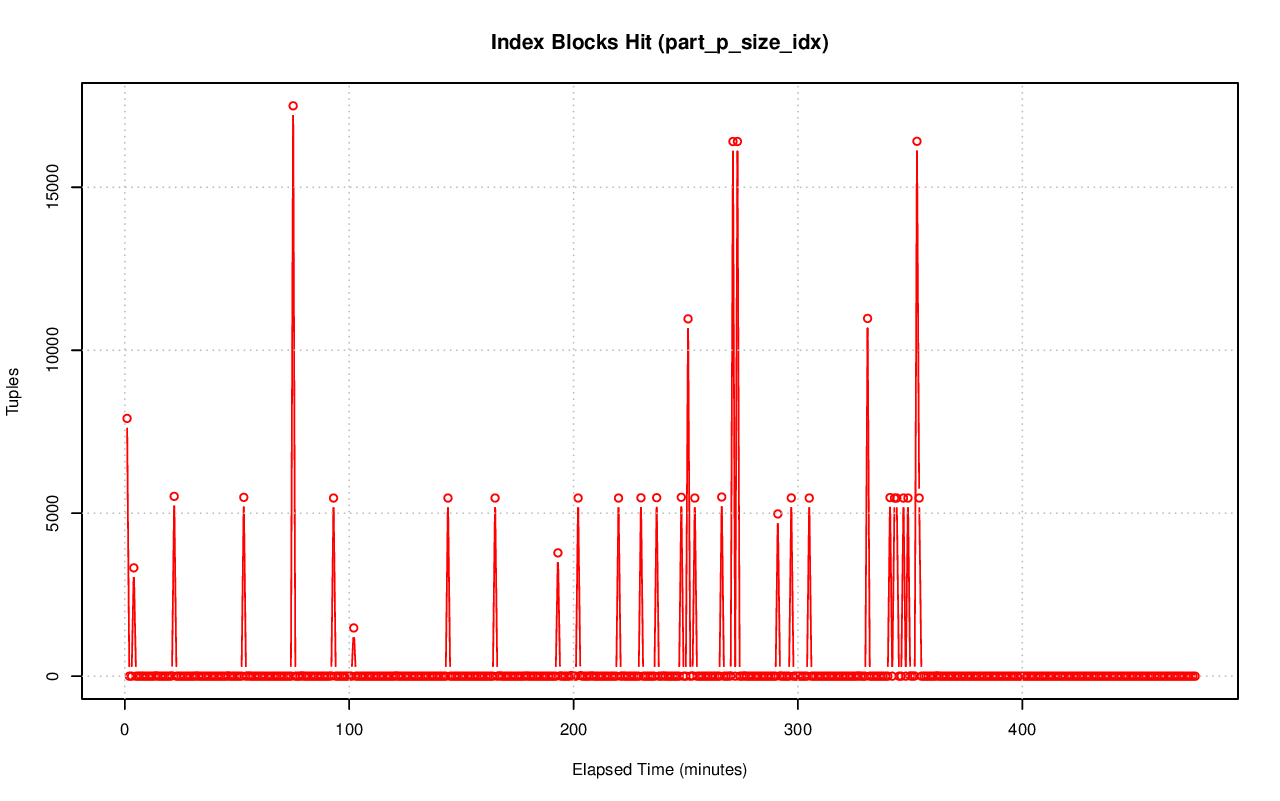 Index Blocks Hit (part_p_size_idx)
Tuples
15000
10000
5000
0
0 100 200 300 400
Elapsed Time (minutes)